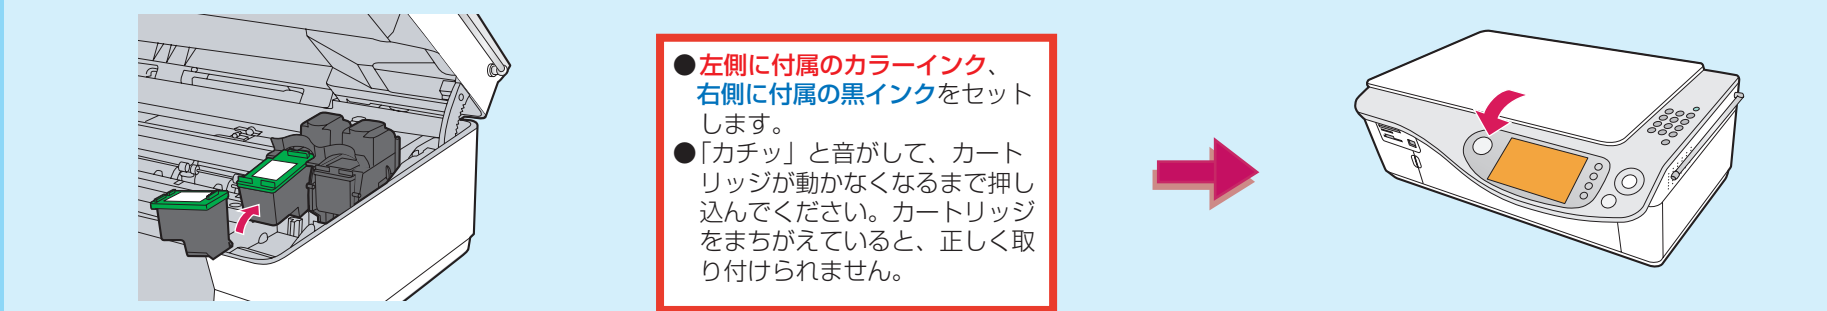 ●左側に付属のカラーインク、
右側に付属の黒インクをセット
します。
●「カチッ」と音がして、カート
リッジが動かなくなるまで押し
込んでください。カートリッジ
をまちがえていると、正しく取
り付けられません。